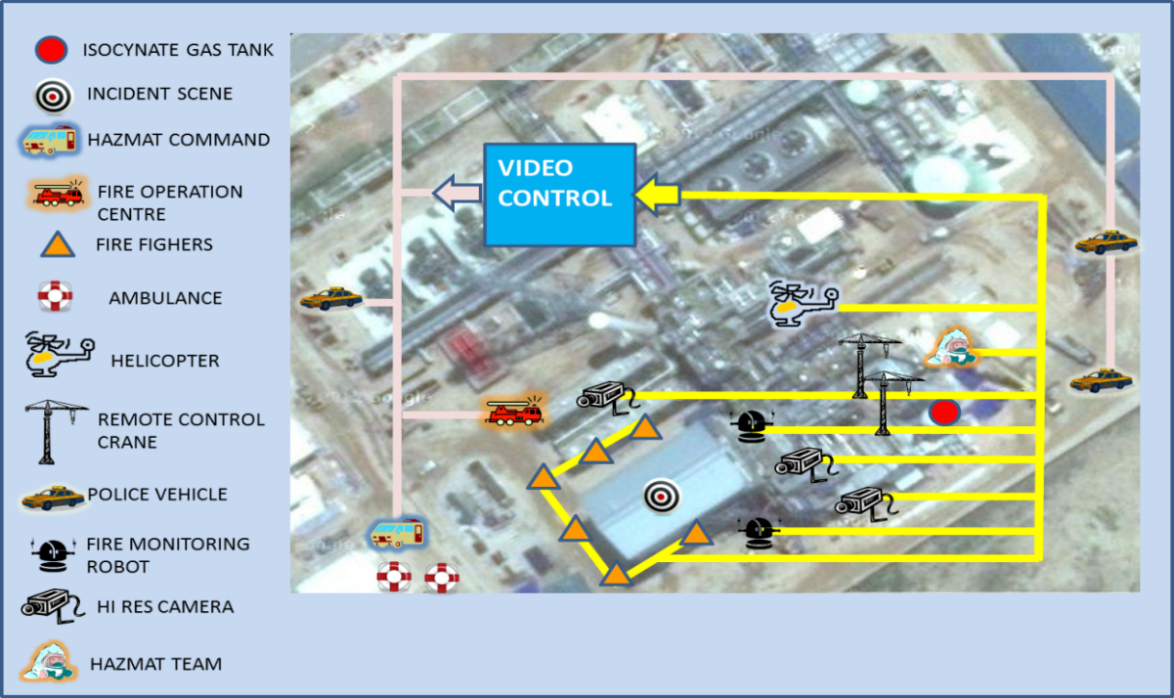 ISOCYNATE GAS TANK
INCIDENT SCENE
HAZMAT COMMAND
FIRE OPERATION
CENTRE
FIRE FIGHERS
AMBULANCE
HELICOPTER
REMOTE CONTROL
CRANE
POLICE VEHICLE
FIRE MONITORING
ROBOT
HI RES CAMERA
HAZMAT TEAM
VIDEO
CONTROL